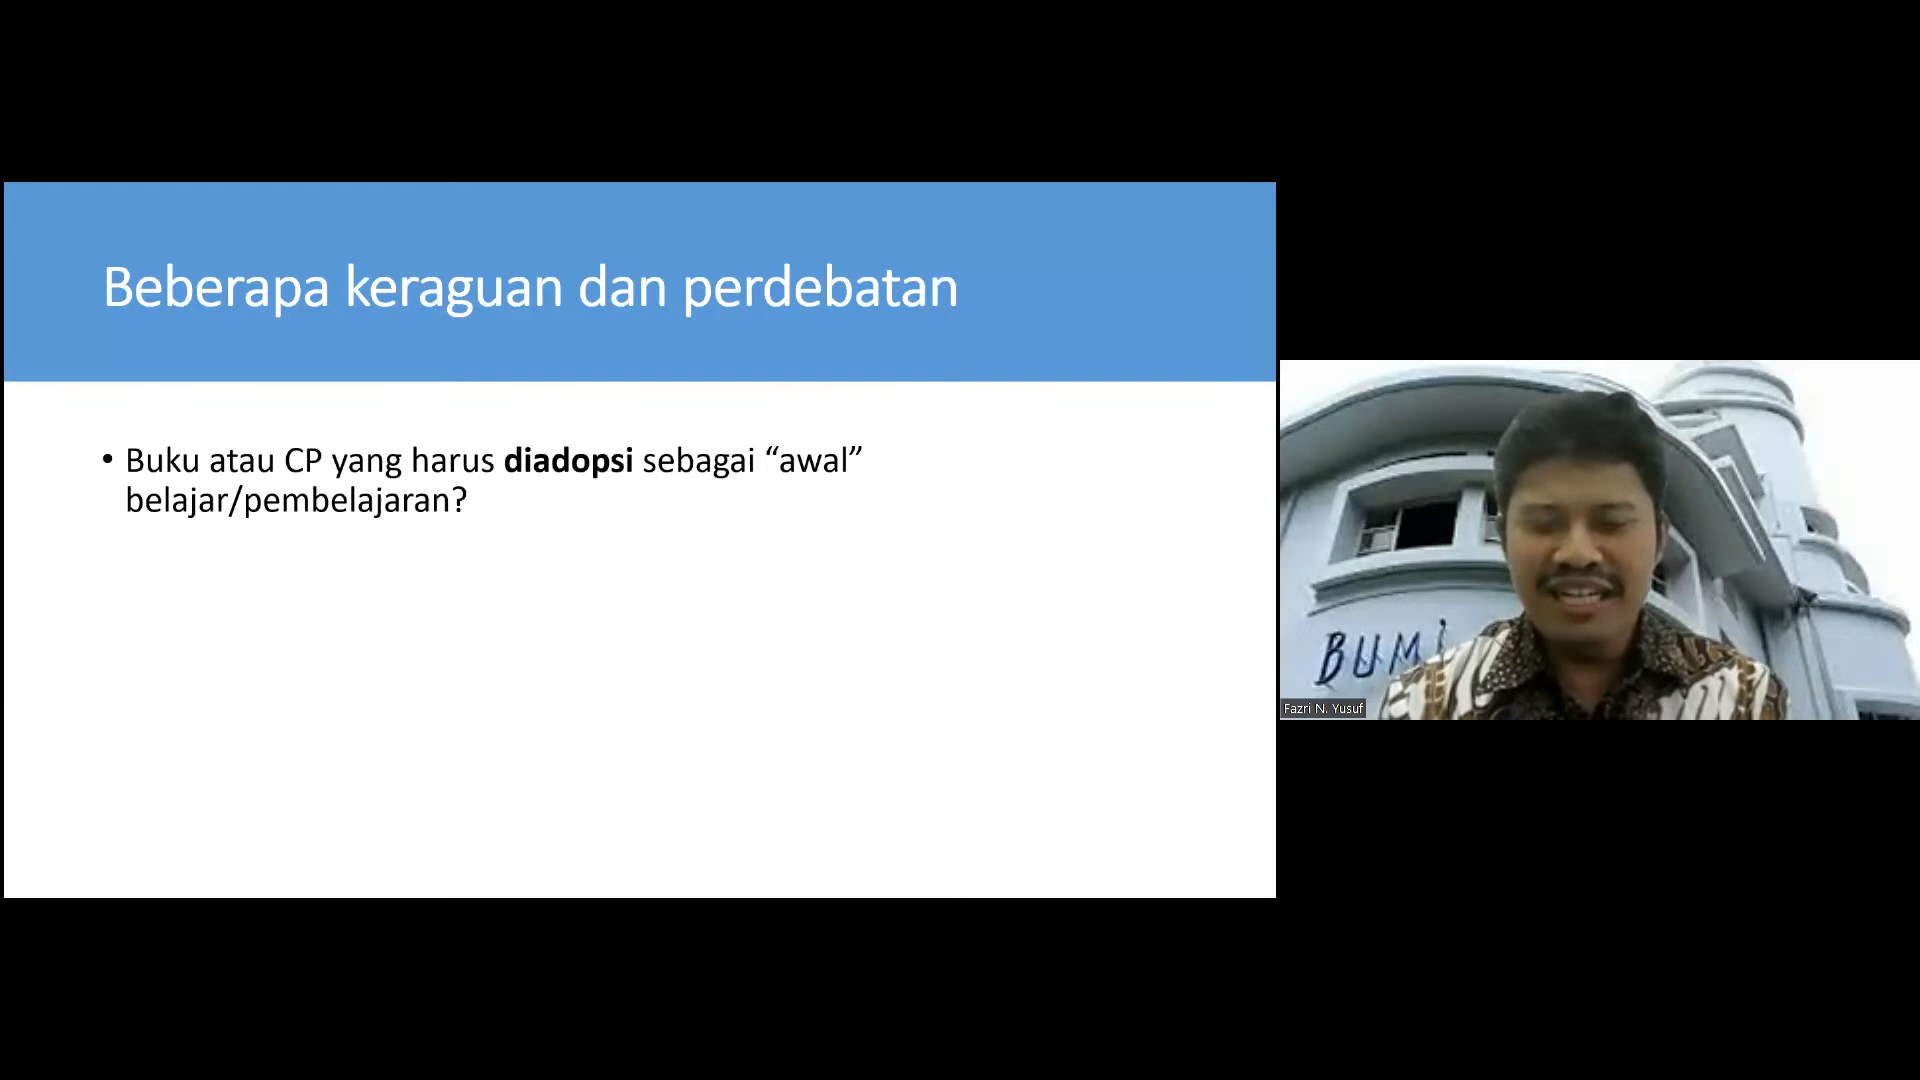 Beberapa keraguan dan perdebatan
• Buku atau CP yang harus diadopsi sebagai “awal”
belajar/pembelajaran?
BUMi
Fazri N. Yusuf